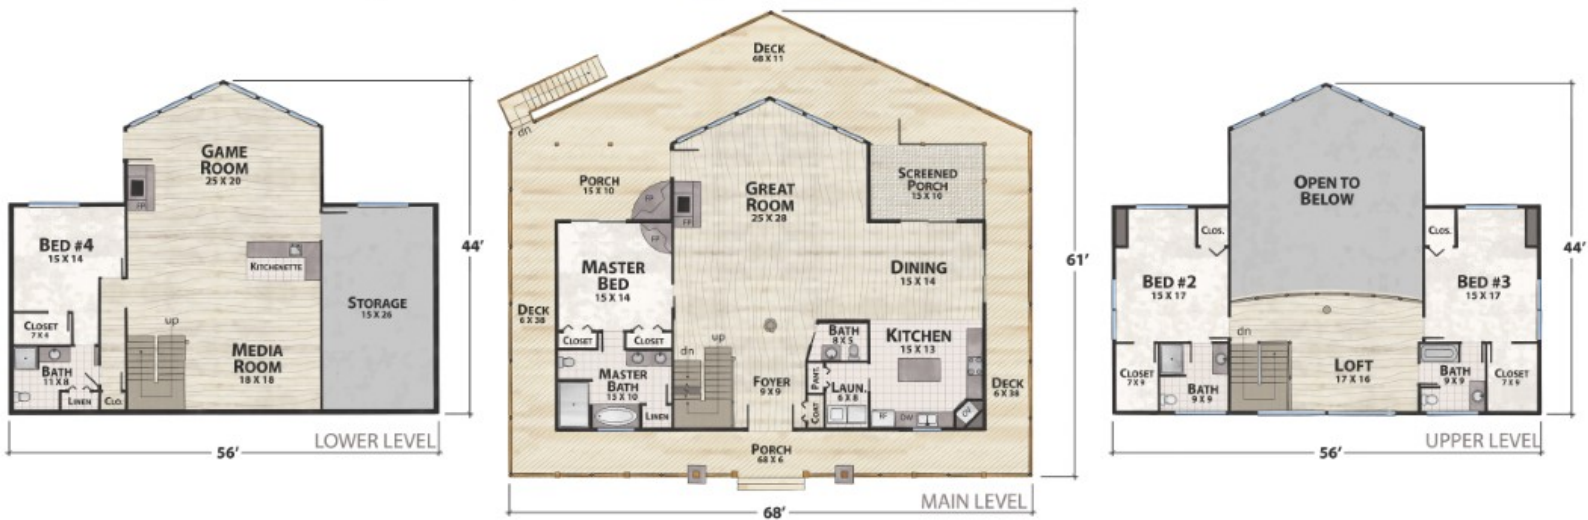 GAME
ROOM
25 X 20
FP
BED #4
15 X 14
KITCHENETTE
STORAGE
15 X 26
CLOSET
7 X 4
up
MEDIA
ROOM
18 X 18
BATH
11 X 8
LINEN
CLO.
44'
LOWER LEVEL
56'
DECK
68 X 11
dn
PORCH
15 X 10
FP
FP
FP
GREAT
ROOM
25 X 28
SCREENED
PORCH
15 X 10
MASTER
BED
15 X 14
DINING
15 X 14
DECK
6 X 38
CLOSET
CLOSET
up
dn
BATH
8 X 5
KITCHEN
15 X 13
MASTER
BATH
15 X 10
LINEN
FOYER
9 X 9
PANT.
LAUN.
6 X 8
COAT
RF
DW
OV
DECK
6 X 38
PORCH
68 X 6
61'
MAIN LEVEL
68'
OPEN TO
BELOW
CLOS.
CLOS.
BED #2
15 X 17
BED #3
15 X 17
dn
LOFT
17 X 16
CLOSET
7 X 9
BATH
9 X 9
BATH
9 X 9
CLOSET
7 X 9
44'
UPPER LEVEL
56'